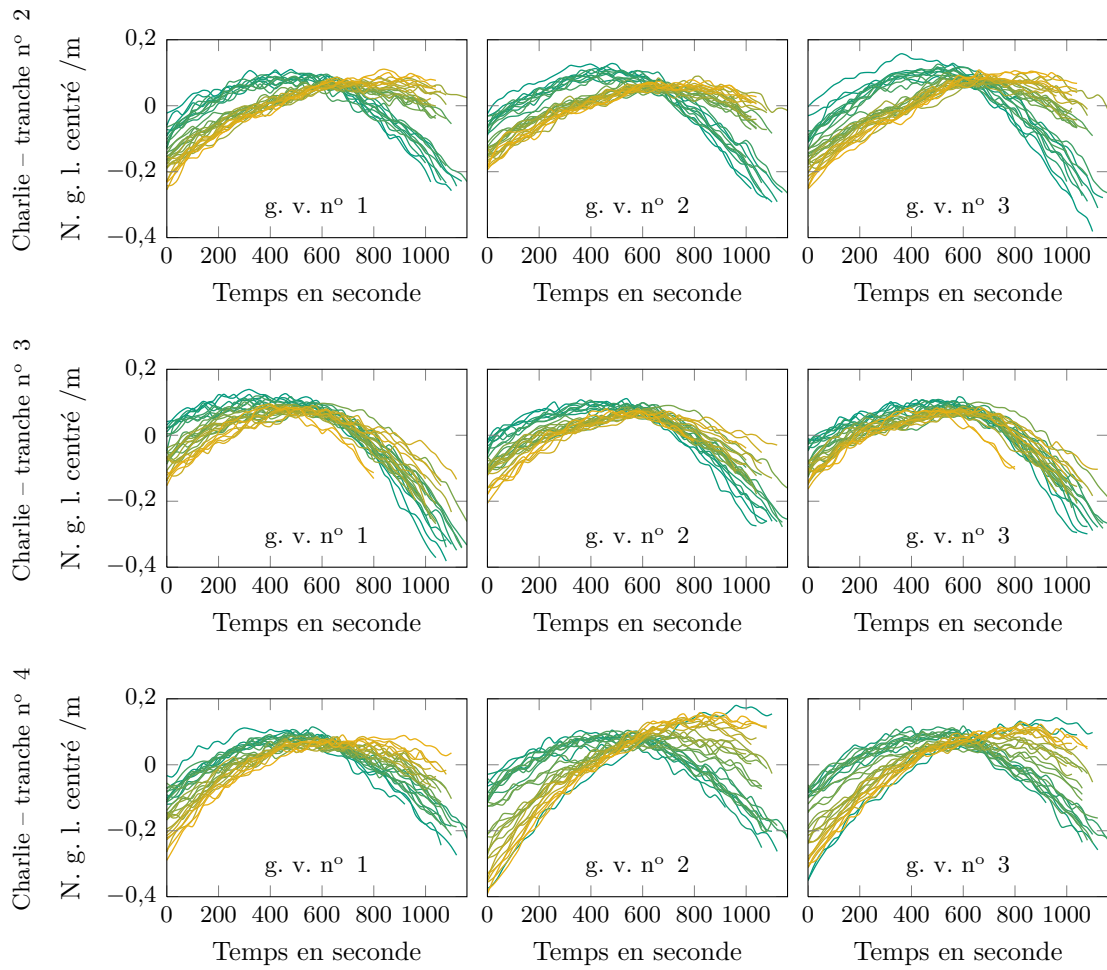 Charlie – tranche nº 2
N. g. l. centré /m
0,2
0
−0,2
−0,4
g. v. nº 1
g. v. nº 2
g. v. nº 3
0 200 400 600 800 1000
0 200 400 600 800 1000
0 200 400 600 800 1000
Temps en seconde
Temps en seconde
Temps en seconde
Charlie – tranche nº 3
N. g. l. centré /m
0,2
0
−0,2
−0,4
g. v. nº 1
g. v. nº 2
g. v. nº 3
0 200 400 600 800 1000
0 200 400 600 800 1000
0 200 400 600 800 1000
Temps en seconde
Temps en seconde
Temps en seconde
Charlie – tranche nº 4
N. g. l. centré /m
0,2
0
−0,2
−0,4
g. v. nº 1
g. v. nº 2
g. v. nº 3
0 200 400 600 800 1000
0 200 400 600 800 1000
0 200 400 600 800 1000
Temps en seconde
Temps en seconde
Temps en seconde